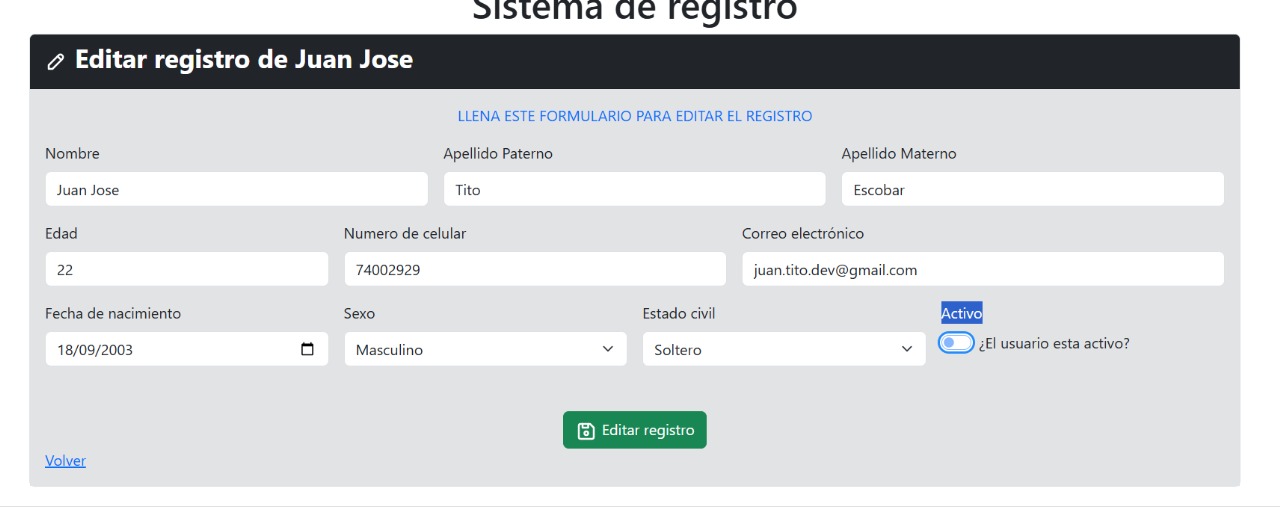 Sistema de registro
Editar registro de Juan Jose
LLENA ESTE FORMULARIO PARA EDITAR EL REGISTRO
Nombre Apellido Paterno Apellido Materno
Juan Jose Tito Escobar
Edad Numero de celular Correo electrónico
22 74002929 juan.tito.dev@gmail.com
Fecha de nacimiento Sexo Estado civil Activo
18/09/2003 Masculino Soltero ¿El usuario esta activo?
Editar registro
Volver